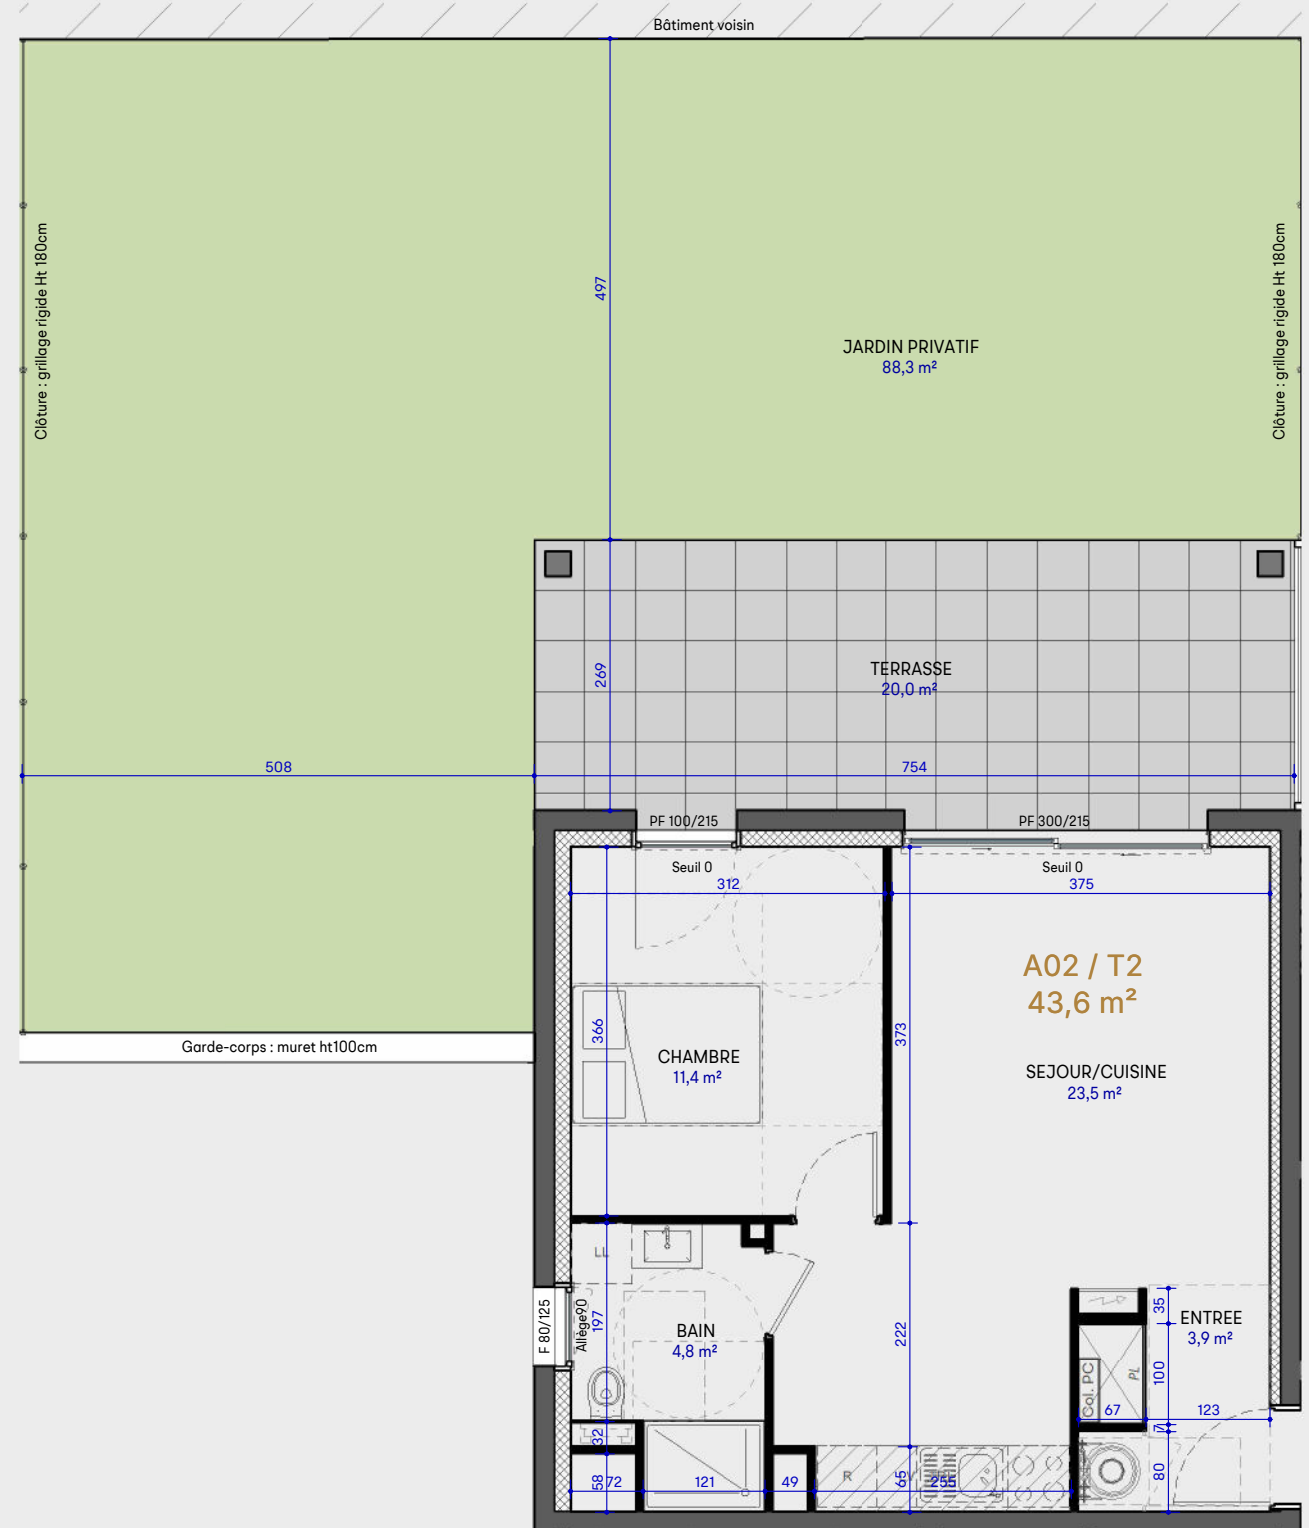 Bâtiment voisin
Clôture : grillage rigide Ht 180cm
Clôture : grillage rigide Ht 180cm
497
JARDIN PRIVATIF
88,3 m²
269
TERRASSE
20,0 m²
508
754
PF 100/215
PF 300/215
Seuil 0
Seuil 0
312
375
A02 / T2
43,6 m²
366
373
CHAMBRE
11,4 m²
SEJOUR/CUISINE
23,5 m²
Garde-corps : muret ht100cm
LL
F 80/125
Allège90
197
BAIN
4,8 m²
222
35
ENTREE
3,9 m²
100
PL
Gol. PC
67
123
7
32
58
72
121
49
R
65
255
80